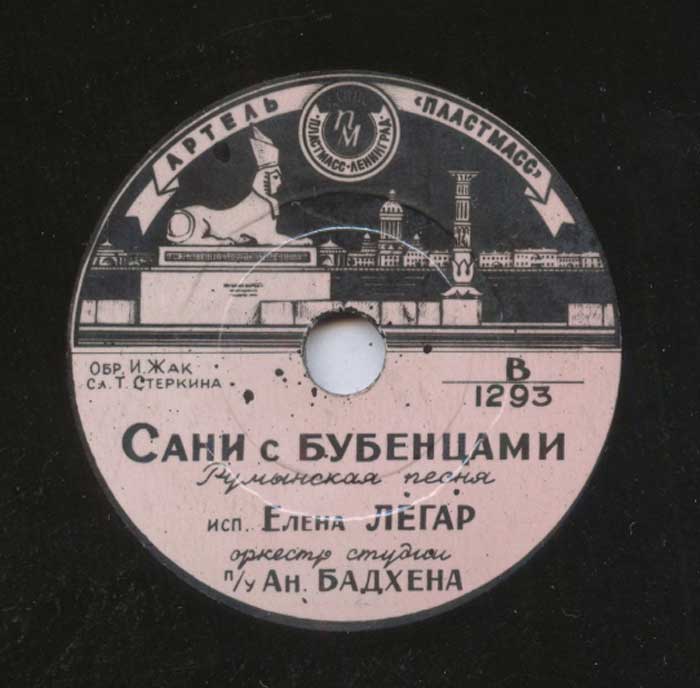 АРТЕЛЬ «ПЛАСТМАСС»
ПМ
ПЛАСТМАСС·ЛЕНИНГРАД
ОБР. И. ЖАК
СЛ. Т. СТЕРКИНА
В
1293
САНИ С БУБЕНЦАМИ
Румынская песня
ИСП. ЕЛЕНА ЛЕГАР
оркестр студии
П/У АН. БАДХЕНА